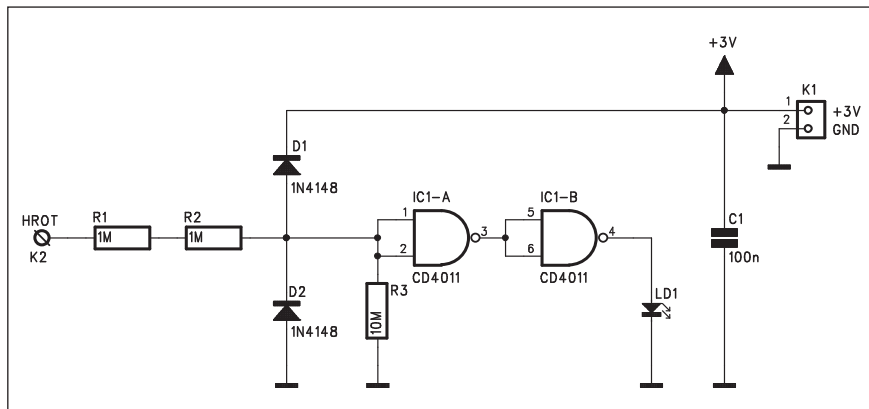 +3V
K1
1
+3V
2
GND
D1
1N4148
IC1-A
IC1-B
HROT
R1
R2
1
5
C1
1M
1M
3
4
K2
2
6
100n
CD4011
CD4011
D2
R3
LD1
1N4148
10M